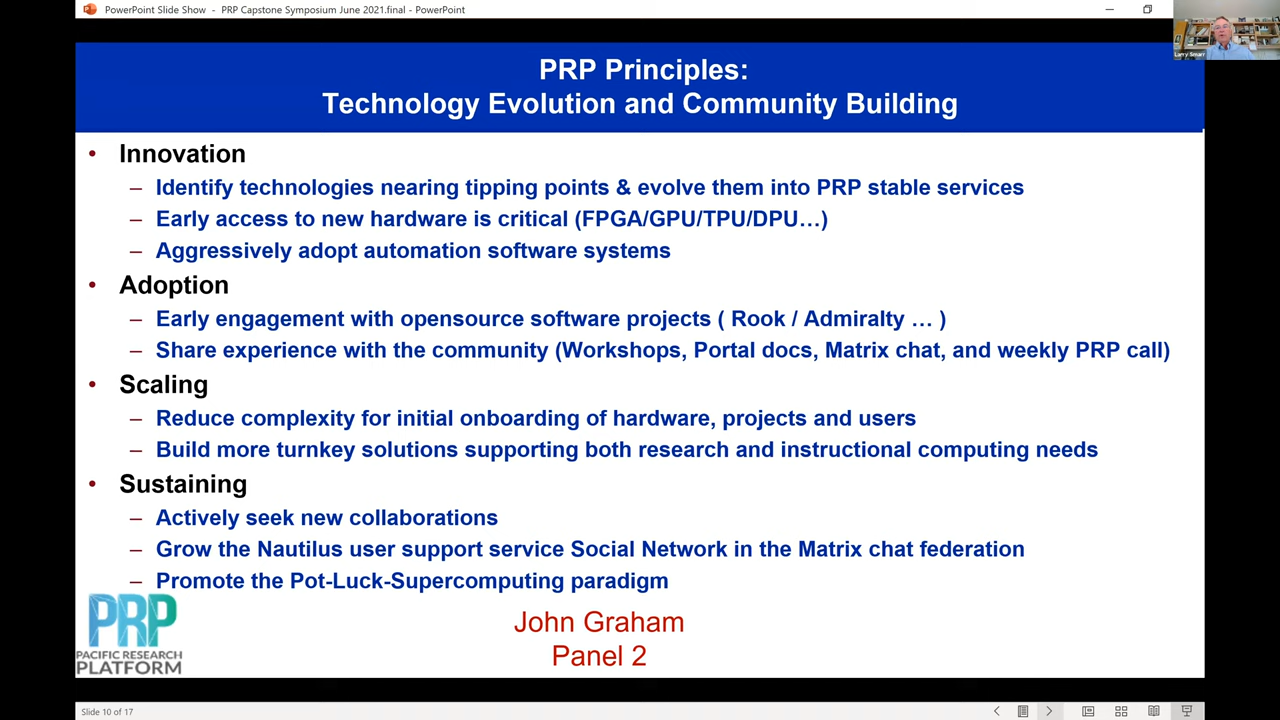 PowerPoint Slide Show - PRP Capstone Symposium June 2021.final - PowerPoint
Larry Smarr
PRP Principles:
Technology Evolution and Community Building
• Innovation
– Identify technologies nearing tipping points & evolve them into PRP stable services
– Early access to new hardware is critical (FPGA/GPU/TPU/DPU…)
– Aggressively adopt automation software systems
• Adoption
– Early engagement with opensource software projects ( Rook / Admiralty … )
– Share experience with the community (Workshops, Portal docs, Matrix chat, and weekly PRP call)
• Scaling
– Reduce complexity for initial onboarding of hardware, projects and users
– Build more turnkey solutions supporting both research and instructional computing needs
• Sustaining
– Actively seek new collaborations
– Grow the Nautilus user support service Social Network in the Matrix chat federation
– Promote the Pot-Luck-Supercomputing paradigm
PRP
PACIFIC RESEARCH
PLATFORM
John Graham
Panel 2
Slide 10 of 17